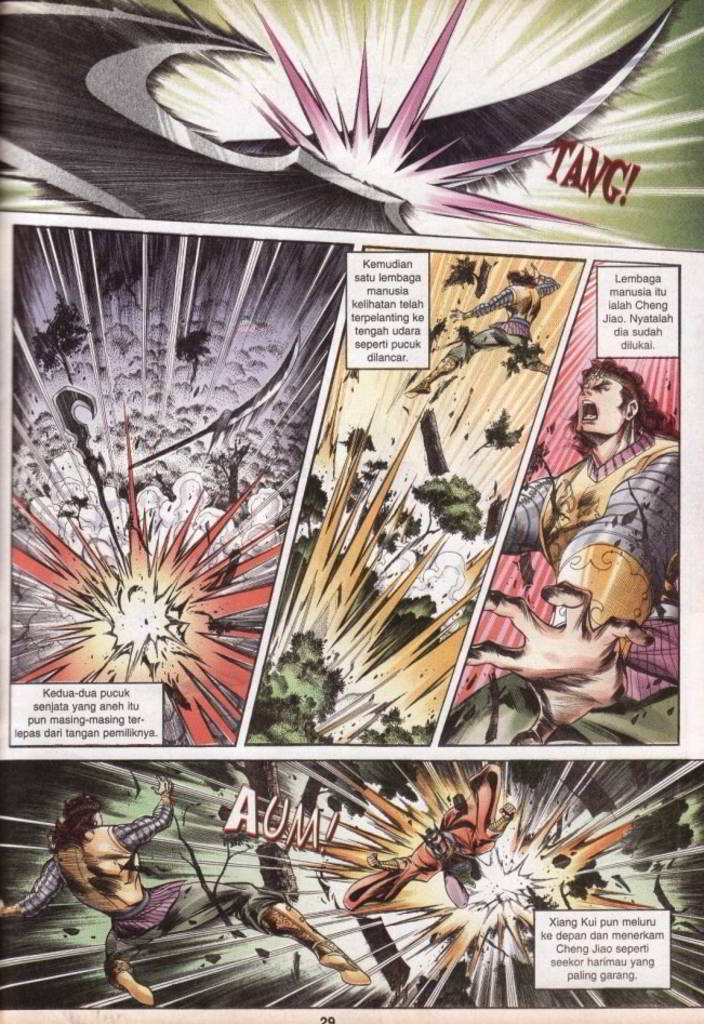 TANG!
Kedua-dua pucuk
senjata yang aneh itu
pun masing-masing ter-
lepas dari tangan pemiliknya.
Kemudian
satu lembaga
manusia
kelihatan telah
terpelanting ke
tengah udara
seperti pucuk
dilancar.
Lembaga
manusia itu
ialah Cheng
Jiao. Nyatalah
dia sudah
dilukai.
AUM!
Xiang Kui pun meluru
ke depan dan menerkam
Cheng Jiao seperti
seekor harimau yang
paling garang.
29